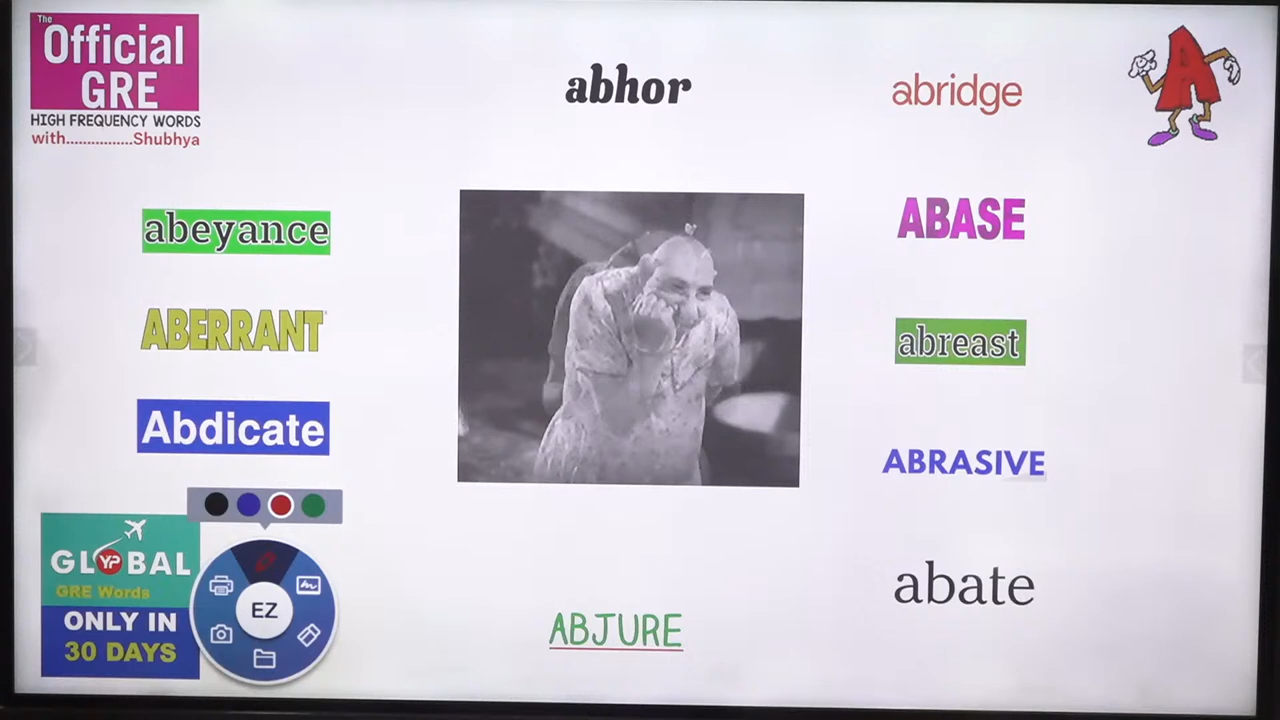 The
Official
GRE
HIGH FREQUENCY WORDS
with................Shubhya
abhor
abridge
A
abeyance
ABASE
ABERRANT
abreast
Abdicate
ABRASIVE
GLOBAL
YP
GRE Words
ONLY IN
30 DAYS
EZ
ABJURE
abate